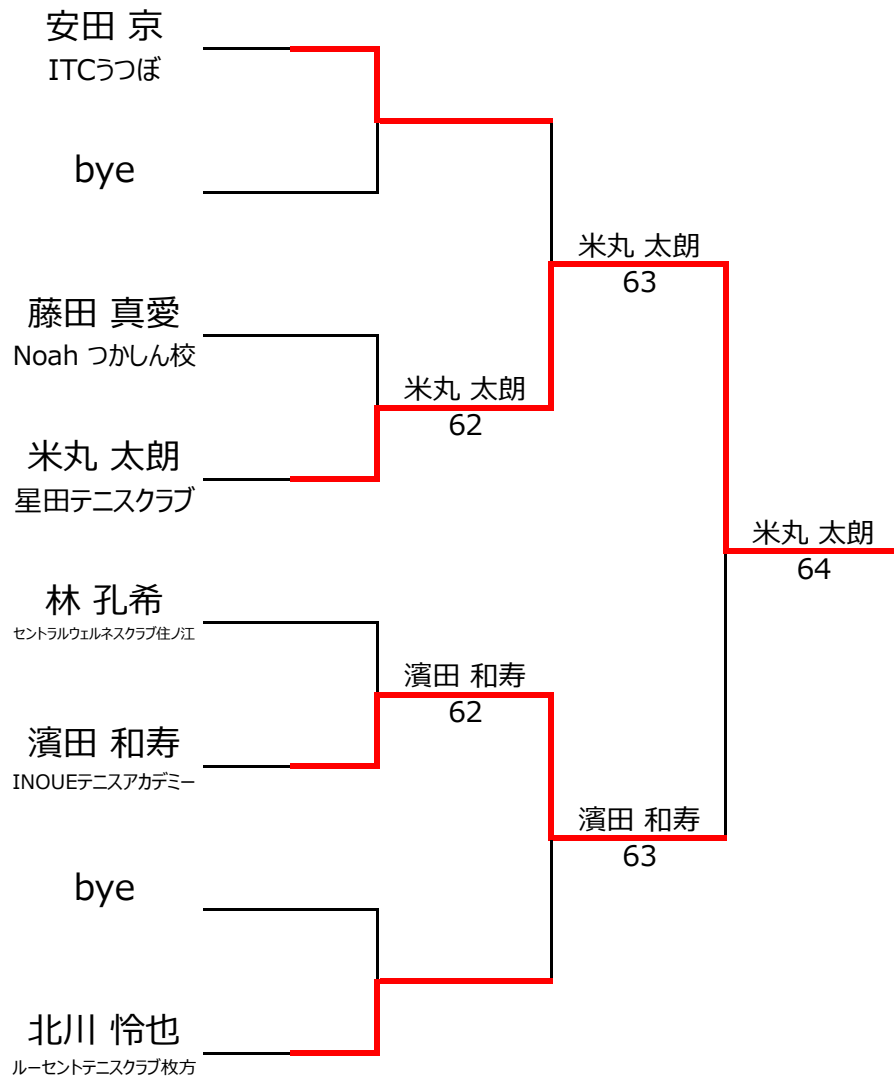 安田 京
ITCうつぼ
bye
米丸 太朗
63
藤田 真愛
Noah つかしん校
米丸 太朗
62
米丸 太朗
星田テニスクラブ
米丸 太朗
64
林 孔希
セントラルウェルネスクラブ住ノ江
濱田 和寿
62
濱田 和寿
INOUEテニスアカデミー
濱田 和寿
63
bye
北川 怜也
ルーセントテニスクラブ枚方